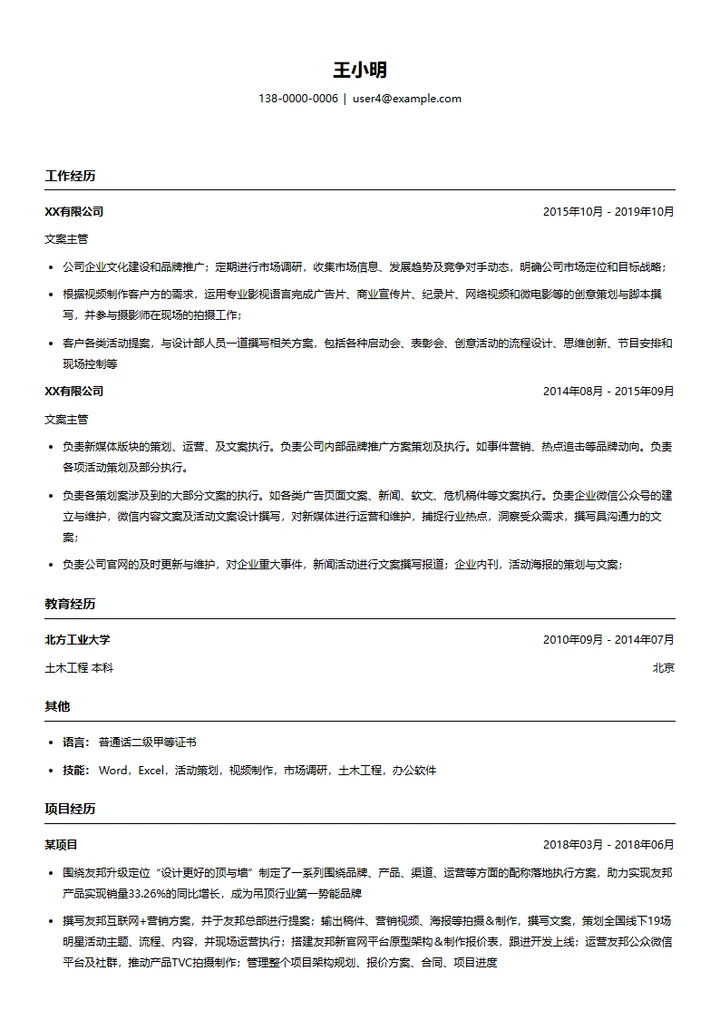 王小明
138-0000-0006 | user4@example.com
工作经历
XX有限公司 2015年10月 - 2019年10月
文案主管
• 公司企业文化建设和品牌推广；定期进行市场调研，收集市场信息、发展趋势及竞争对手动态，明确公司市场定位和目标战略；
• 根据视频制作客户方的需求，运用专业影视语言完成广告片、商业宣传片、纪录片、网络视频和微电影等的创意策划与脚本撰
写，并参与摄影师在现场的拍摄工作；
• 客户各类活动提案，与设计部人员一道撰写相关方案，包括各种启动会、表彰会、创意活动的流程设计、思维创新、节目安排和
现场控制等
XX有限公司 2014年08月 - 2015年09月
文案主管
• 负责新媒体版块的策划、运营、及文案执行。负责公司内部品牌推广方案策划及执行。如事件营销、热点追击等品牌动向。负责
各项活动策划及部分执行。
• 负责各策划案涉及到的大部分文案的执行。如各类广告页面文案、新闻、软文、危机稿件等文案执行。负责企业微信公众号的建
立与维护，微信内容文案及活动文案设计撰写，对新媒体进行运营和维护，捕捉行业热点，洞察受众需求，撰写具沟通力的文
案；
• 负责公司官网的及时更新与维护，对企业重大事件，新闻活动进行文案撰写报道；企业内刊，活动海报的策划与文案；
教育经历
北方工业大学 2010年09月 - 2014年07月
土木工程 本科 北京
其他
• 语言： 普通话二级甲等证书
• 技能： Word，Excel，活动策划，视频制作，市场调研，土木工程，办公软件
项目经历
某项目 2018年03月 - 2018年06月
• 围绕友邦升级定位“设计更好的顶与墙”制定了一系列围绕品牌、产品、渠道、运营等方面的配称落地执行方案，助力实现友邦
产品实现销量33.26%的同比增长，成为吊顶行业第一势能品牌
• 撰写友邦互联网+营销方案，并于友邦总部进行提案；输出稿件、营销视频、海报等拍摄＆制作，撰写文案，策划全国线下19场
明星活动主题、流程、内容，并现场运营执行；搭建友邦新官网平台原型架构＆制作报价表，跟进开发上线；运营友邦公众微信
平台及社群，推动产品TVC拍摄制作；管理整个项目架构规划、报价方案、合同、项目进度